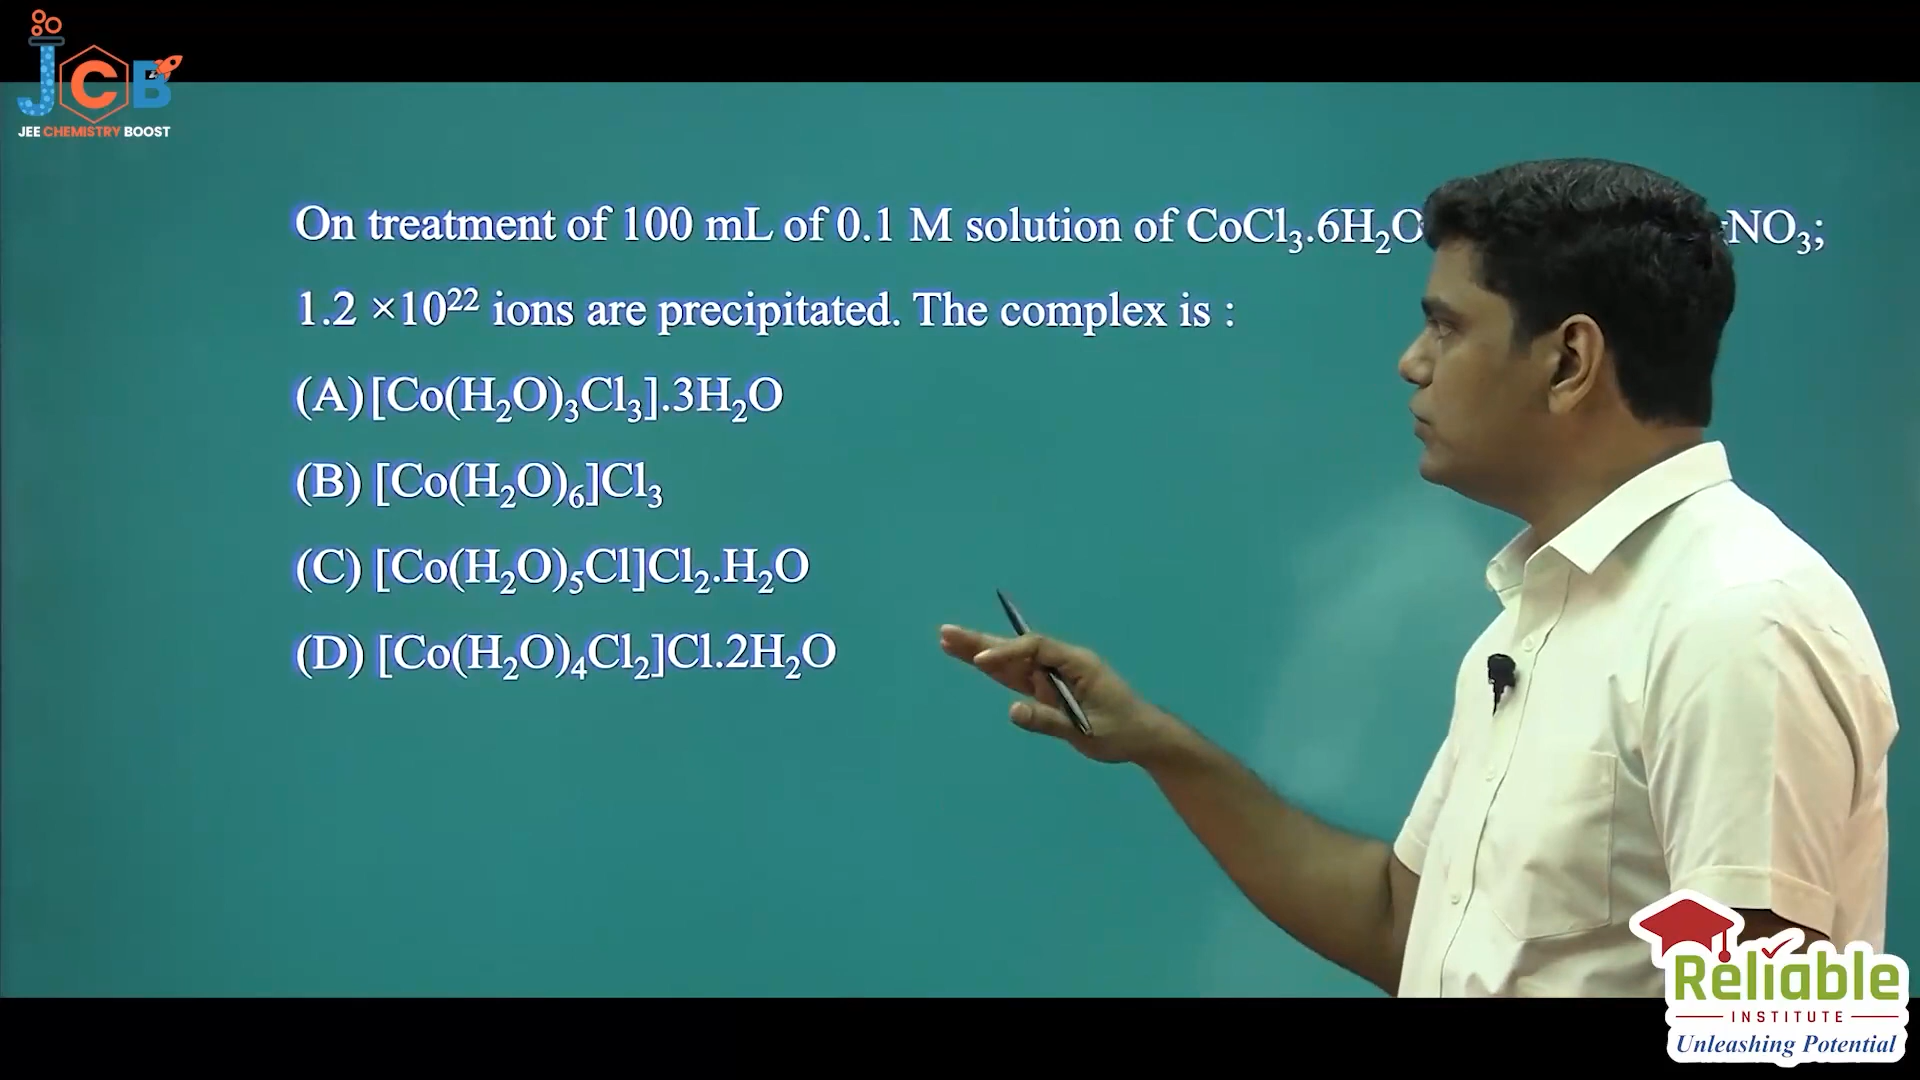 JCB
JEE CHEMISTRY BOOST
On treatment of 100 mL of 0.1 M solution of CoCl₃.6H₂O NO₃;
1.2 ×10²² ions are precipitated. The complex is :
(A) [Co(H₂O)₃Cl₃].3H₂O
(B) [Co(H₂O)₆]Cl₃
(C) [Co(H₂O)₅Cl]Cl₂.H₂O
(D) [Co(H₂O)₄Cl₂]Cl.2H₂O
Reliable
INSTITUTE
Unleashing Potential